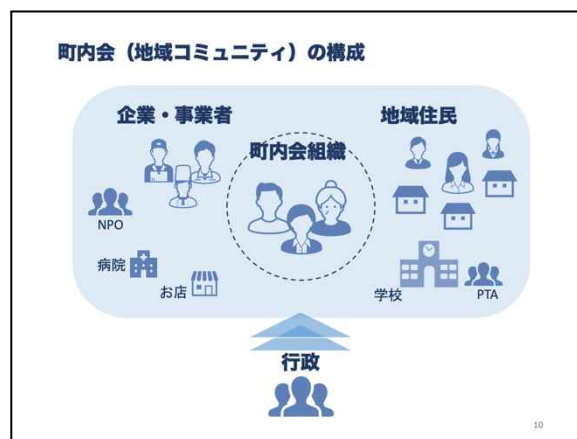 町内会（地域コミュニティ）の構成
企業・事業者
地域住民
町内会組織
NPO
病院
お店
学校
PTA
行政
10